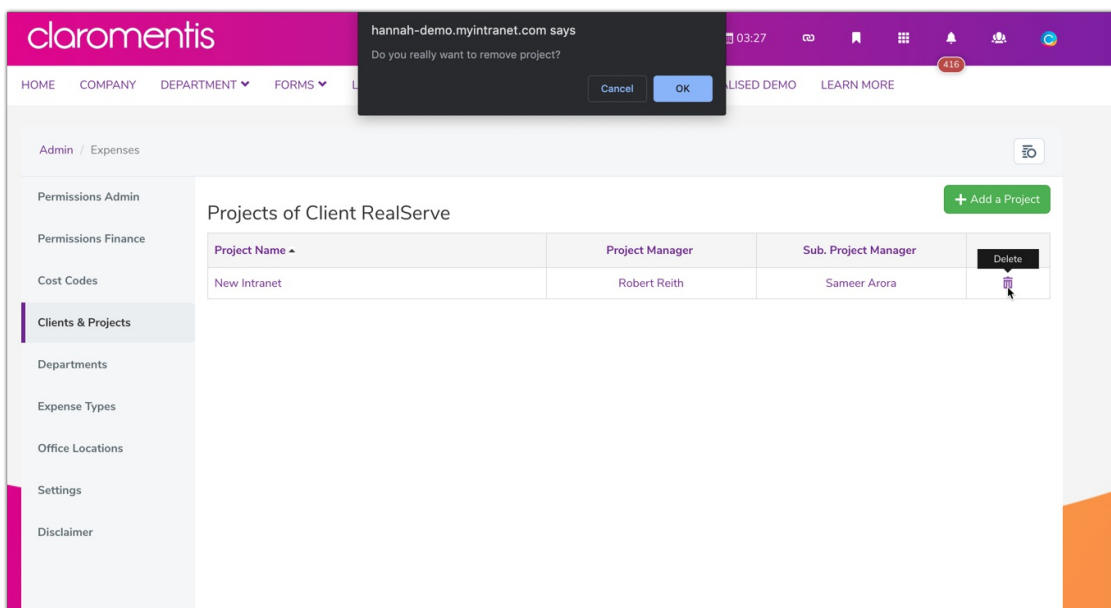 claromentis
hannah-demo.myintranet.com says
Do you really want to remove project?
Cancel
OK
03:27
416
HOME
COMPANY
DEPARTMENT
FORMS
ALISED DEMO
LEARN MORE
Admin / Expenses
Permissions Admin
Permissions Finance
Cost Codes
Clients & Projects
Departments
Expense Types
Office Locations
Settings
Disclaimer
Projects of Client RealServe
+ Add a Project
Project Name
Project Manager
Sub. Project Manager
Delete
New Intranet
Robert Reith
Sameer Arora